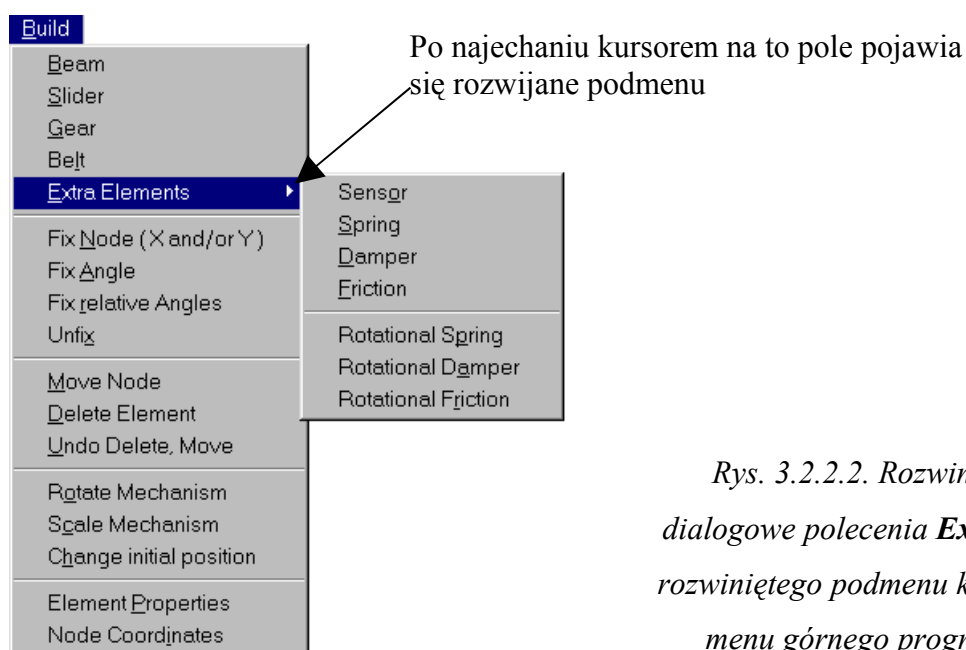 Build
Po najechaniu kursorem na to pole pojawia
się rozwijane podmenu
Beam
Slider
Gear
Belt
Extra Elements
Sensor
Spring
Damper
Friction
Rotational Spring
Rotational Damper
Rotational Friction
Fix Node (X and/or Y)
Fix Angle
Fix relative Angles
Unfix
Move Node
Delete Element
Undo Delete, Move
Rotate Mechanism
Scale Mechanism
Change initial position
Element Properties
Node Coordinates
Rys. 3.2.2.2. Rozwin
dialogowe polecenia Ex
rozwiniętego podmenu k
menu górnego progr